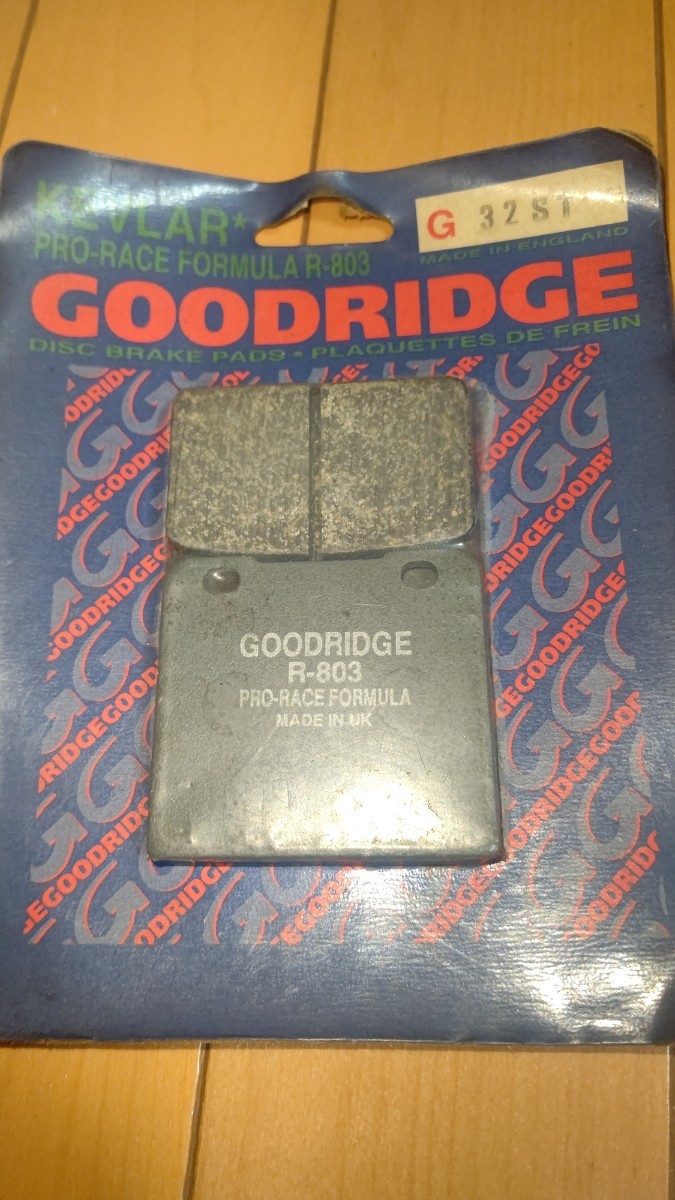 KEVLAR*
PRO-RACE FORMULA R-803
G 32ST
MADE IN ENGLAND
GOODRIDGE
DISC BRAKE PADS • PLAQUETTES DE FREIN
GOODRIDGE
R-803
PRO-RACE FORMULA
MADE IN UK